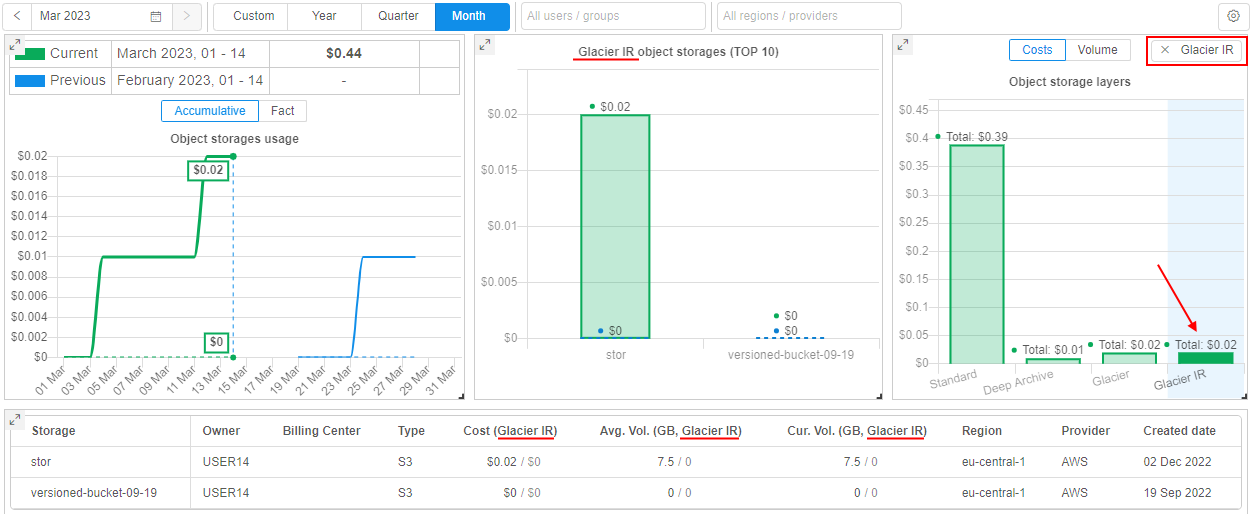 Mar 2023
Custom Year Quarter Month
All users / groups
All regions / providers
Current March 2023, 01 - 14 $0.44
Previous February 2023, 01 - 14 -
Accumulative Fact
Object storages usage
$0.02
$0.018
$0.016
$0.014
$0.012
$0.01
$0.008
$0.006
$0.004
$0.002
$0
$0.02
$0
01 Mar 03 Mar 05 Mar 07 Mar 09 Mar 11 Mar 13 Mar 15 Mar 17 Mar 19 Mar 21 Mar 23 Mar 25 Mar 27 Mar 29 Mar 31 Mar
Glacier IR object storages (TOP 10)
$0.02
$0.015
$0.01
$0.005
$0
$0.02
$0
$0
$0
stor versioned-bucket-09-19
Costs Volume Glacier IR
Object storage layers
$0.45
$0.4
$0.35
$0.3
$0.25
$0.2
$0.15
$0.1
$0.05
$0
Total: $0.39
Total: $0.01
Total: $0.02
Total: $0.02
Standard Deep Archive Glacier Glacier IR
Storage Owner Billing Center Type Cost (Glacier IR) Avg. Vol. (GB, Glacier IR) Cur. Vol. (GB, Glacier IR) Region Provider Created date
stor USER14 S3 $0.02 / $0 7.5 / 0 7.5 / 0 eu-central-1 AWS 02 Dec 2022
versioned-bucket-09-19 USER14 S3 $0 / $0 0 / 0 0 / 0 eu-central-1 AWS 19 Sep 2022